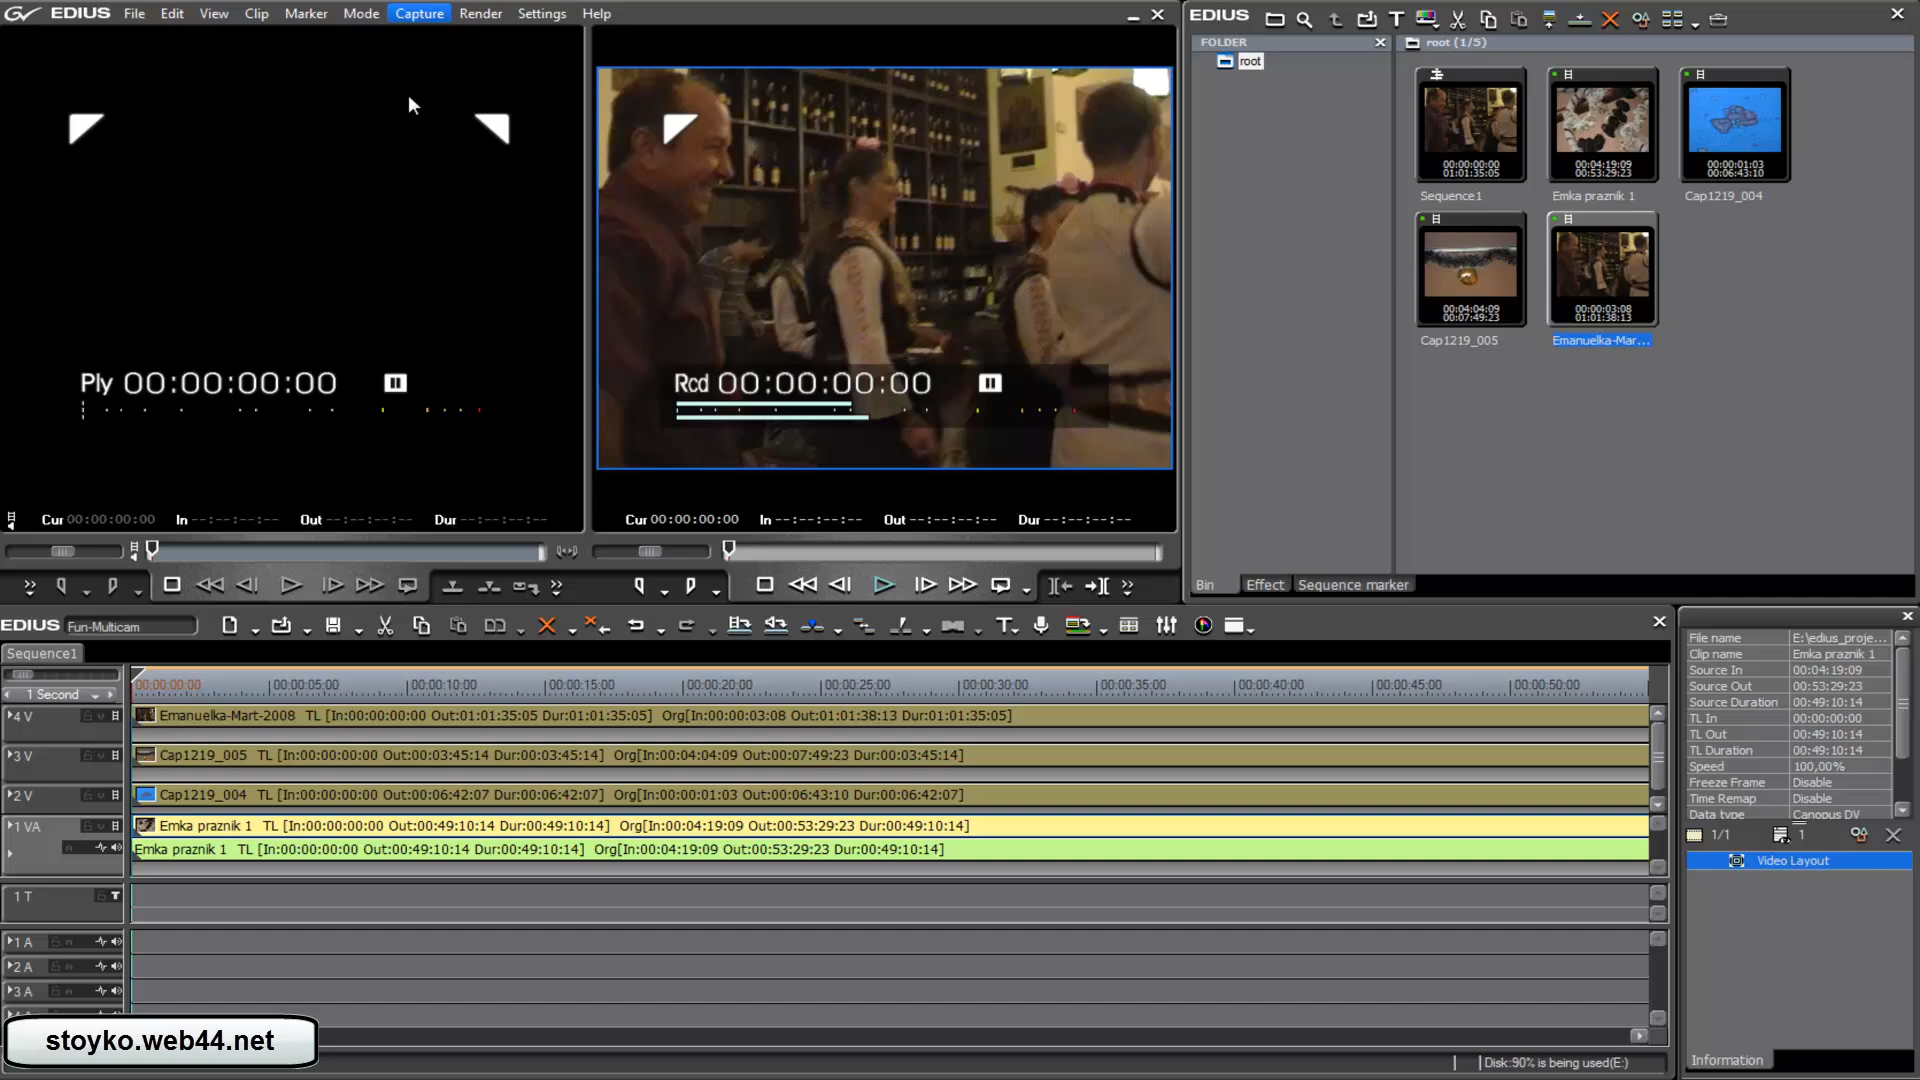 EDIUS File Edit View Clip Marker Mode Capture Render Settings Help
Ply 00:00:00:00
Cur 00:00:00:00 In --:--:--:-- Out --:--:--:-- Dur --:--:--:--
Rcd 00:00:00:00
Cur 00:00:00:00 In --:--:--:-- Out --:--:--:-- Dur --:--:--:--
EDIUS
FOLDER
root
root (1/5)
00:00:00:00
01:01:35:05
Sequence1
00:04:19:09
00:53:29:23
Emka praznik 1
00:00:01:03
00:06:43:10
Cap1219_004
00:04:04:09
00:07:49:23
Cap1219_005
00:00:03:08
01:01:38:13
Emanuelka-Mar...
Bin Effect Sequence marker
EDIUS Fun-Multicam
Sequence1
1 Second
00:00:00:00 00:00:05:00 00:00:10:00 00:00:15:00 00:00:20:00 00:00:25:00 00:00:30:00 00:00:35:00 00:00:40:00 00:00:45:00 00:00:50:00
4 V Emanuelka-Mart-2008 TL [In:00:00:00:00 Out:01:01:35:05 Dur:01:01:35:05] Org[In:00:00:03:08 Out:01:01:38:13 Dur:01:01:35:05]
3 V Cap1219_005 TL [In:00:00:00:00 Out:00:03:45:14 Dur:00:03:45:14] Org[In:00:04:04:09 Out:00:07:49:23 Dur:00:03:45:14]
2 V Cap1219_004 TL [In:00:00:00:00 Out:00:06:42:07 Dur:00:06:42:07] Org[In:00:00:01:03 Out:00:06:43:10 Dur:00:06:42:07]
1 VA Emka praznik 1 TL [In:00:00:00:00 Out:00:49:10:14 Dur:00:49:10:14] Org[In:00:04:19:09 Out:00:53:29:23 Dur:00:49:10:14]
Emka praznik 1 TL [In:00:00:00:00 Out:00:49:10:14 Dur:00:49:10:14] Org[In:00:04:19:09 Out:00:53:29:23 Dur:00:49:10:14]
1 T
1 A
2 A
3 A
stoyko.web44.net
Disk:90% is being used(E:)
File name E:\edius_proje...
Clip name Emka praznik 1
Source In 00:04:19:09
Source Out 00:53:29:23
Source Duration 00:49:10:14
TL In 00:00:00:00
TL Out 00:49:10:14
TL Duration 00:49:10:14
Speed 100,00%
Freeze Frame Disable
Time Remap Disable
Data type Canopus DV
1/1 1
Video Layout
Information